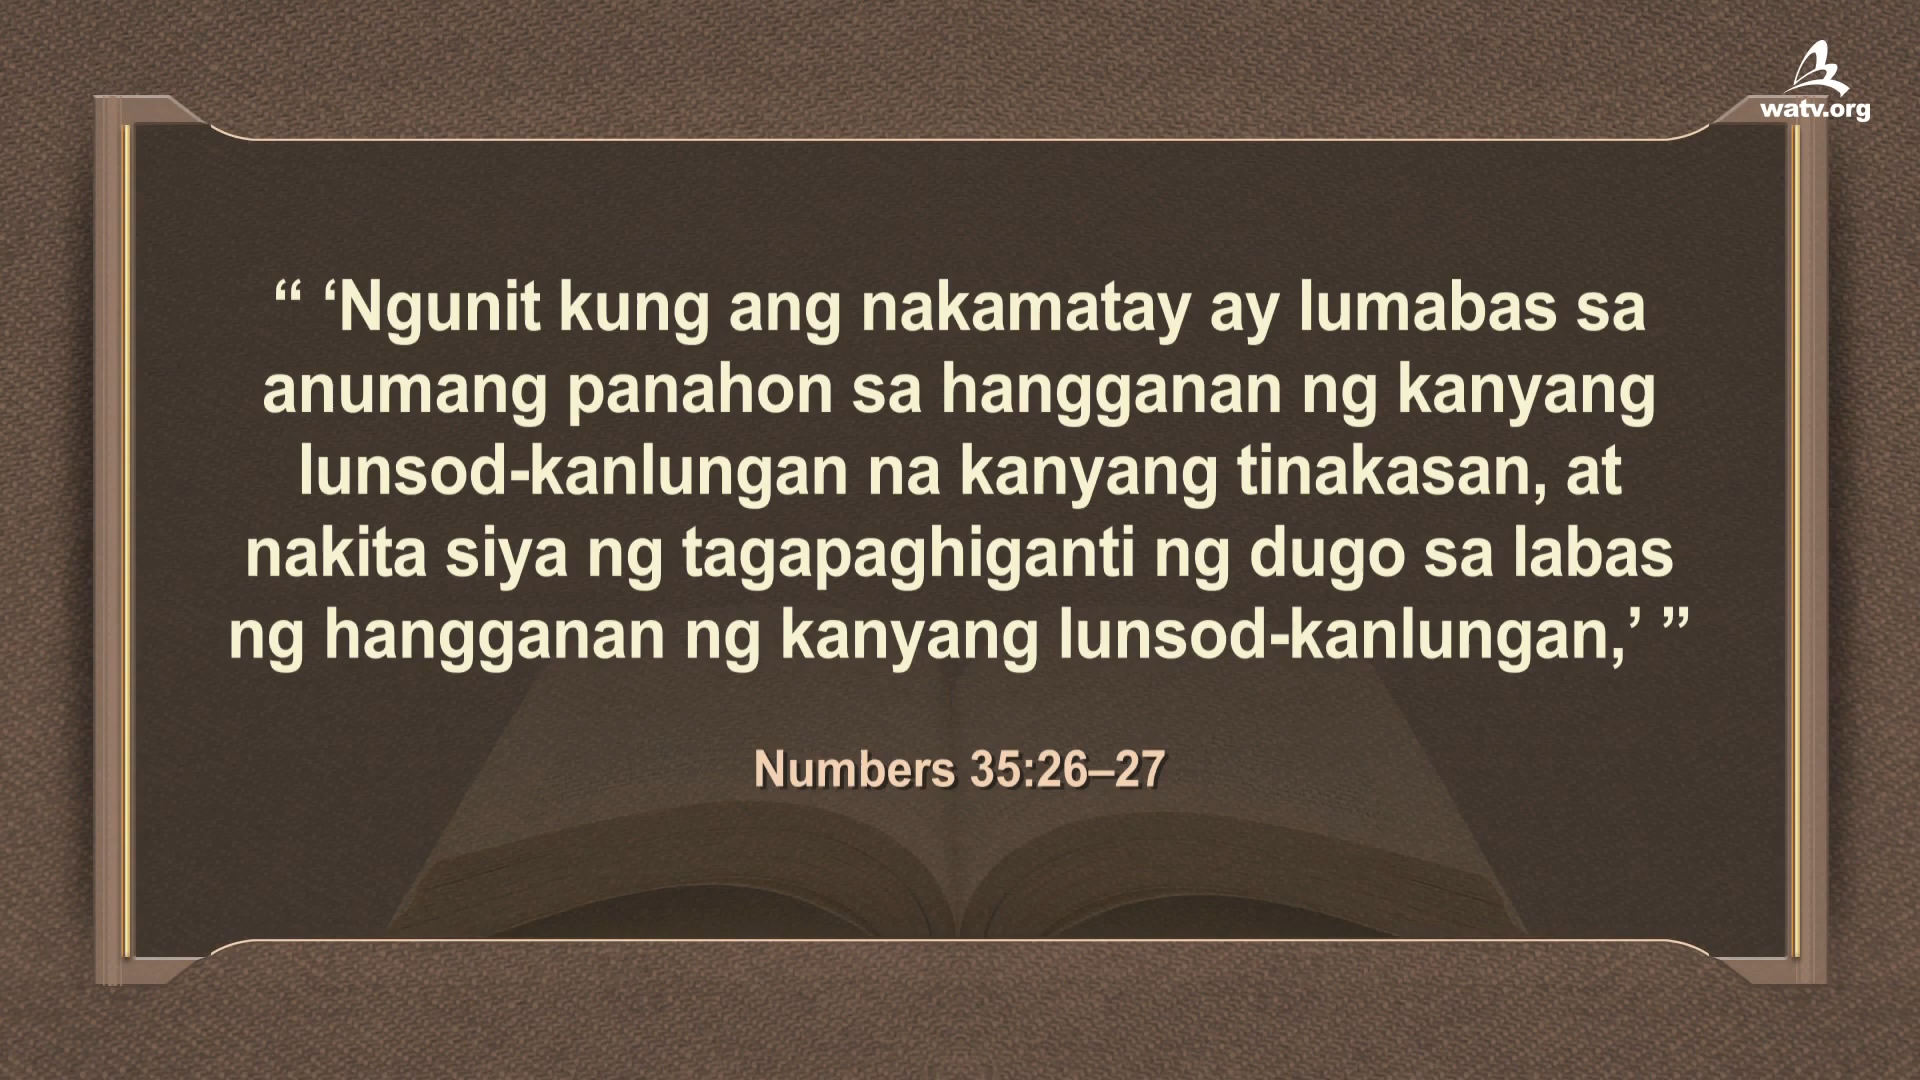 watv.org
“ ‘Ngunit kung ang nakamatay ay lumabas sa
anumang panahon sa hangganan ng kanyang
lunsod-kanlungan na kanyang tinakasan, at
nakita siya ng tagapaghiganti ng dugo sa labas
ng hangganan ng kanyang lunsod-kanlungan,’ ”
Numbers 35:26–27